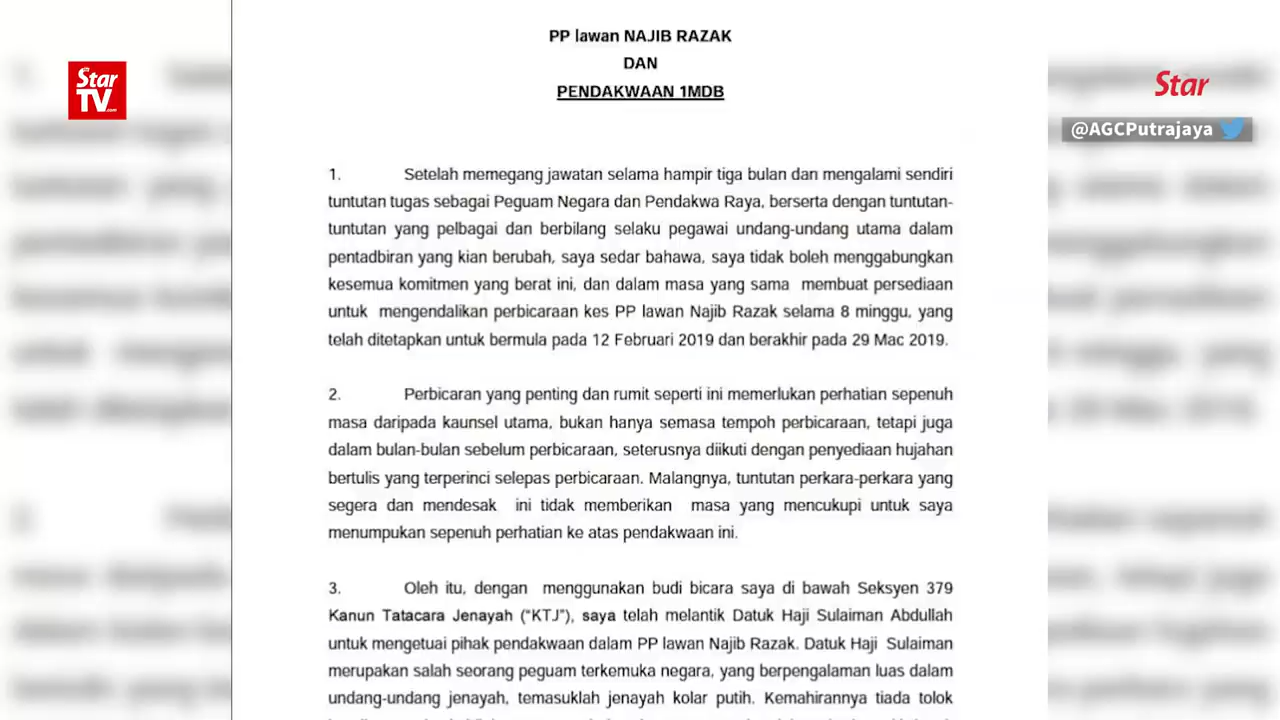 PP lawan NAJIB RAZAK
DAN
PENDAKWAAN 1MDB
Star
TV.com
Star
@AGCPutrajaya
1. Setelah memegang jawatan selama hampir tiga bulan dan mengalami sendiri
tuntutan tugas sebagai Peguam Negara dan Pendakwa Raya, berserta dengan tuntutan-
tuntutan yang pelbagai dan berbilang selaku pegawai undang-undang utama dalam
pentadbiran yang kian berubah, saya sedar bahawa, saya tidak boleh menggabungkan
kesemua komitmen yang berat ini, dan dalam masa yang sama membuat persediaan
untuk mengendalikan perbicaraan kes PP lawan Najib Razak selama 8 minggu, yang
telah ditetapkan untuk bermula pada 12 Februari 2019 dan berakhir pada 29 Mac 2019.
2. Perbicaran yang penting dan rumit seperti ini memerlukan perhatian sepenuh
masa daripada kaunsel utama, bukan hanya semasa tempoh perbicaraan, tetapi juga
dalam bulan-bulan sebelum perbicaraan, seterusnya diikuti dengan penyediaan hujahan
bertulis yang terperinci selepas perbicaraan. Malangnya, tuntutan perkara-perkara yang
segera dan mendesak ini tidak memberikan masa yang mencukupi untuk saya
menumpukan sepenuh perhatian ke atas pendakwaan ini.
3. Oleh itu, dengan menggunakan budi bicara saya di bawah Seksyen 379
Kanun Tatacara Jenayah (“KTJ”), saya telah melantik Datuk Haji Sulaiman Abdullah
untuk mengetuai pihak pendakwaan dalam PP lawan Najib Razak. Datuk Haji Sulaiman
merupakan salah seorang peguam terkemuka negara, yang berpengalaman luas dalam
undang-undang jenayah, temasuklah jenayah kolar putih. Kemahirannya tiada tolok